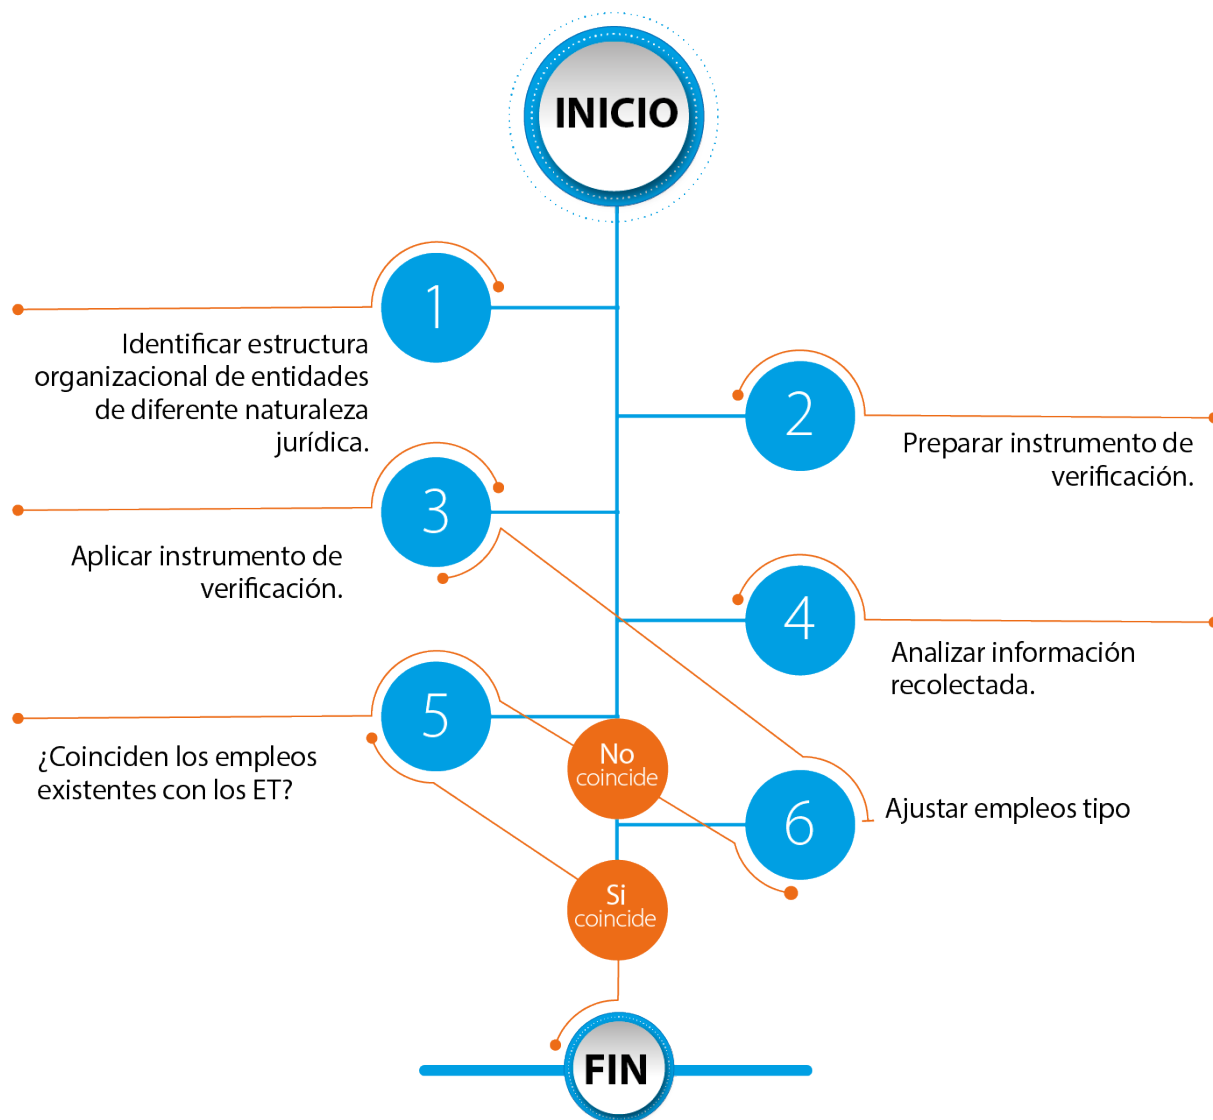 INICIO
1
Identificar estructura
organizacional de entidades
de diferente naturaleza
jurídica.
2
Preparar instrumento de
verificación.
3
Aplicar instrumento de
verificación.
4
Analizar información
recolectada.
5
¿Coinciden los empleos
existentes con los ET?
No
coincide
6
Ajustar empleos tipo
Si
coincide
FIN